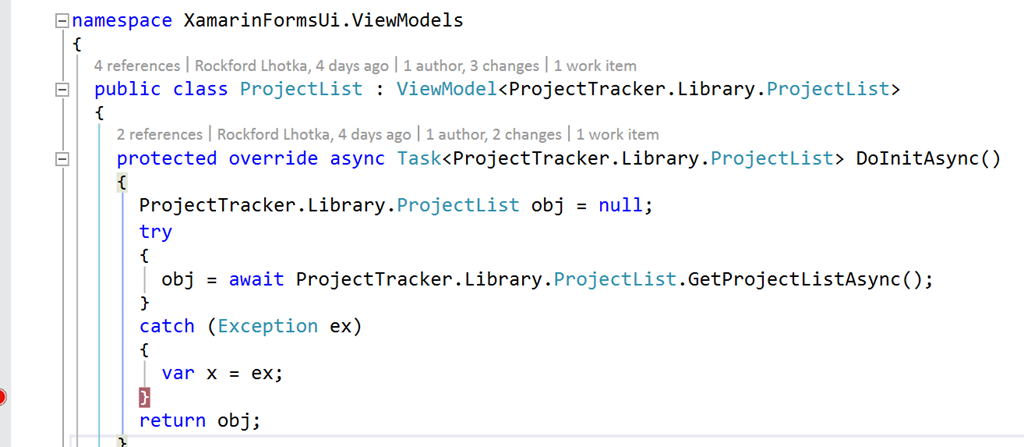 namespace XamarinFormsUi.ViewModels
{
4 references | Rockford Lhotka, 4 days ago | 1 author, 3 changes | 1 work item
public class ProjectList : ViewModel<ProjectTracker.Library.ProjectList>
{
2 references | Rockford Lhotka, 4 days ago | 1 author, 2 changes | 1 work item
protected override async Task<ProjectTracker.Library.ProjectList> DoInitAsync()
{
ProjectTracker.Library.ProjectList obj = null;
try
{
obj = await ProjectTracker.Library.ProjectList.GetProjectListAsync();
}
catch (Exception ex)
{
var x = ex;
}
return obj;
}